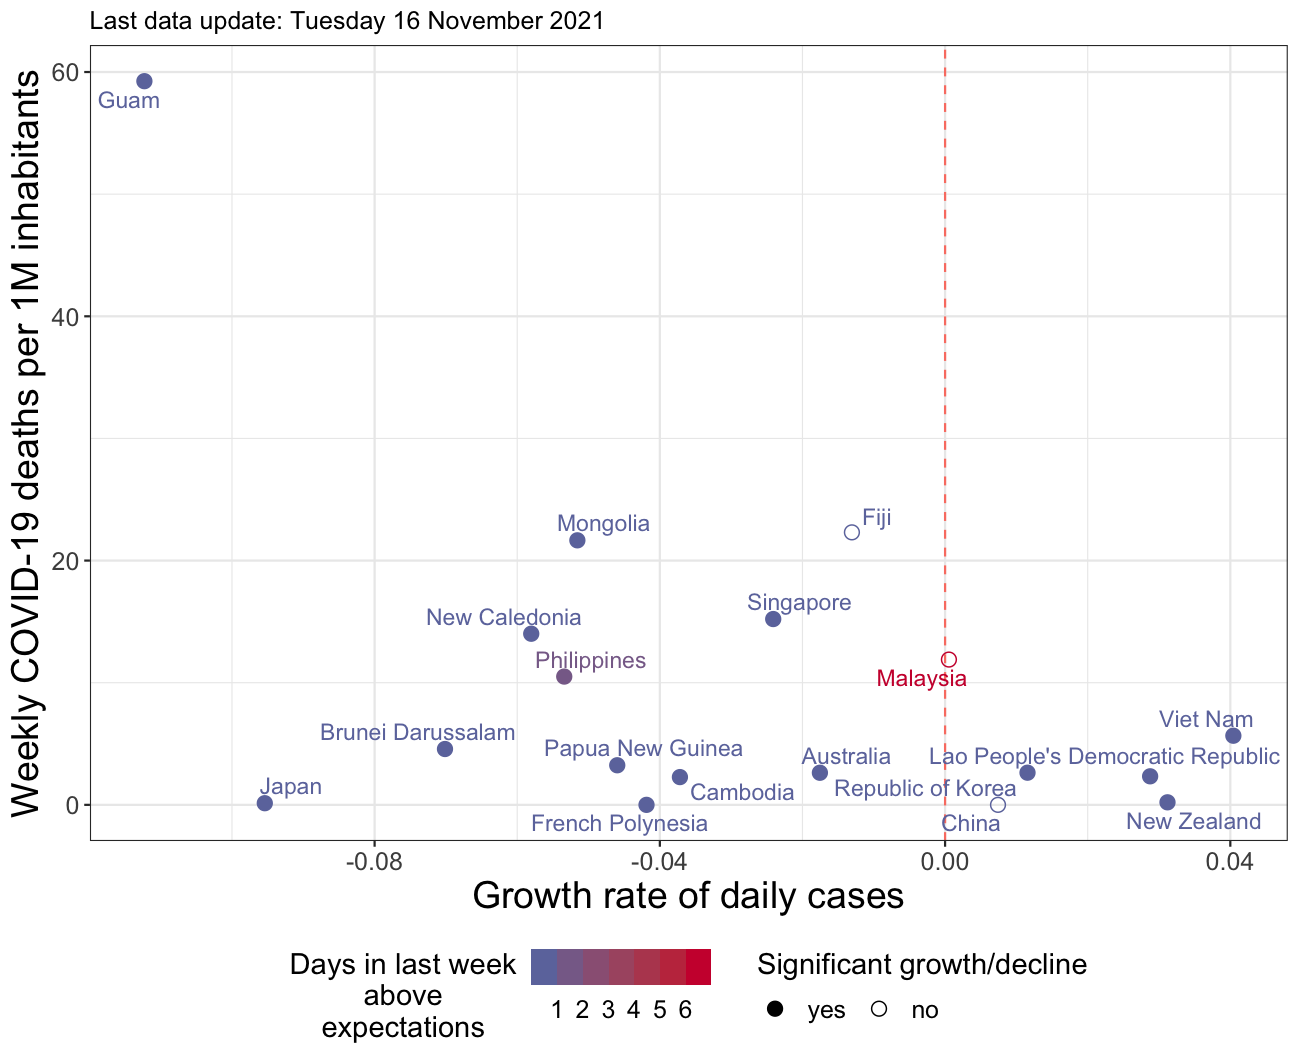 Last data update: Tuesday 16 November 2021
Weekly COVID-19 deaths per 1M inhabitants
60
40
20
0
Guam
Mongolia
Fiji
Singapore
New Caledonia
Philippines
Malaysia
Viet Nam
Brunei Darussalam
Papua New Guinea
Australia
Lao People's Democratic Republic
Japan
Cambodia
Republic of Korea
French Polynesia
China
New Zealand
-0.08
-0.04
0.00
0.04
Growth rate of daily cases
Days in last week
above
expectations
1 2 3 4 5 6
Significant growth/decline
yes
no